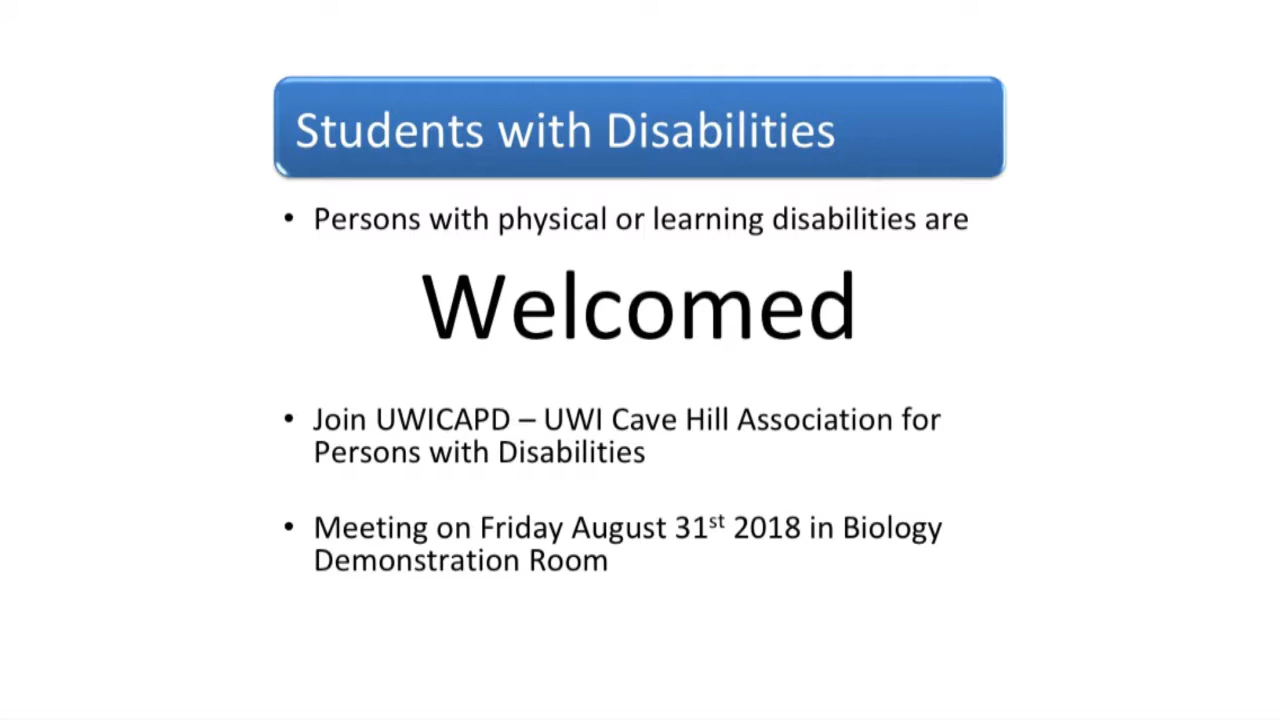 Students with Disabilities
• Persons with physical or learning disabilities are
Welcomed
• Join UWICAPD – UWI Cave Hill Association for
Persons with Disabilities
• Meeting on Friday August 31st 2018 in Biology
Demonstration Room